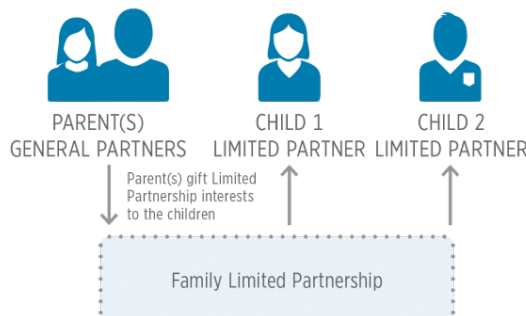 PARENT(S)
GENERAL PARTNERS
CHILD 1
LIMITED PARTNER
CHILD 2
LIMITED PARTNER
Parent(s) gift Limited
Partnership interests
to the children
Family Limited Partnership